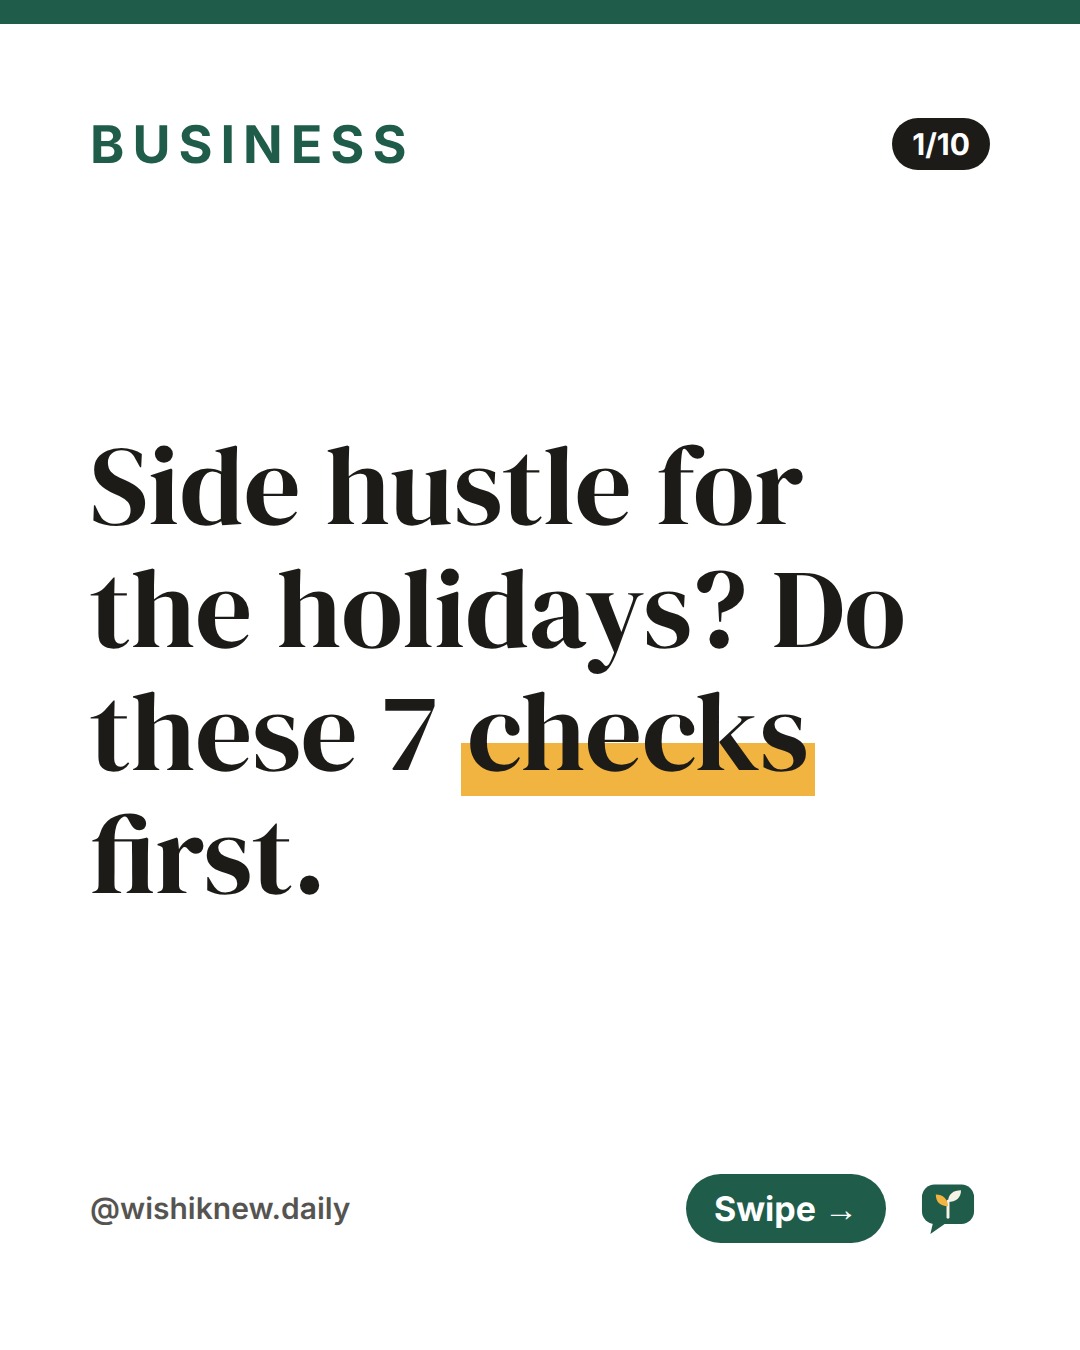 BUSINESS
1/10
Side hustle for
the holidays? Do
these 7 checks
first.
@wishiknew.daily
Swipe →